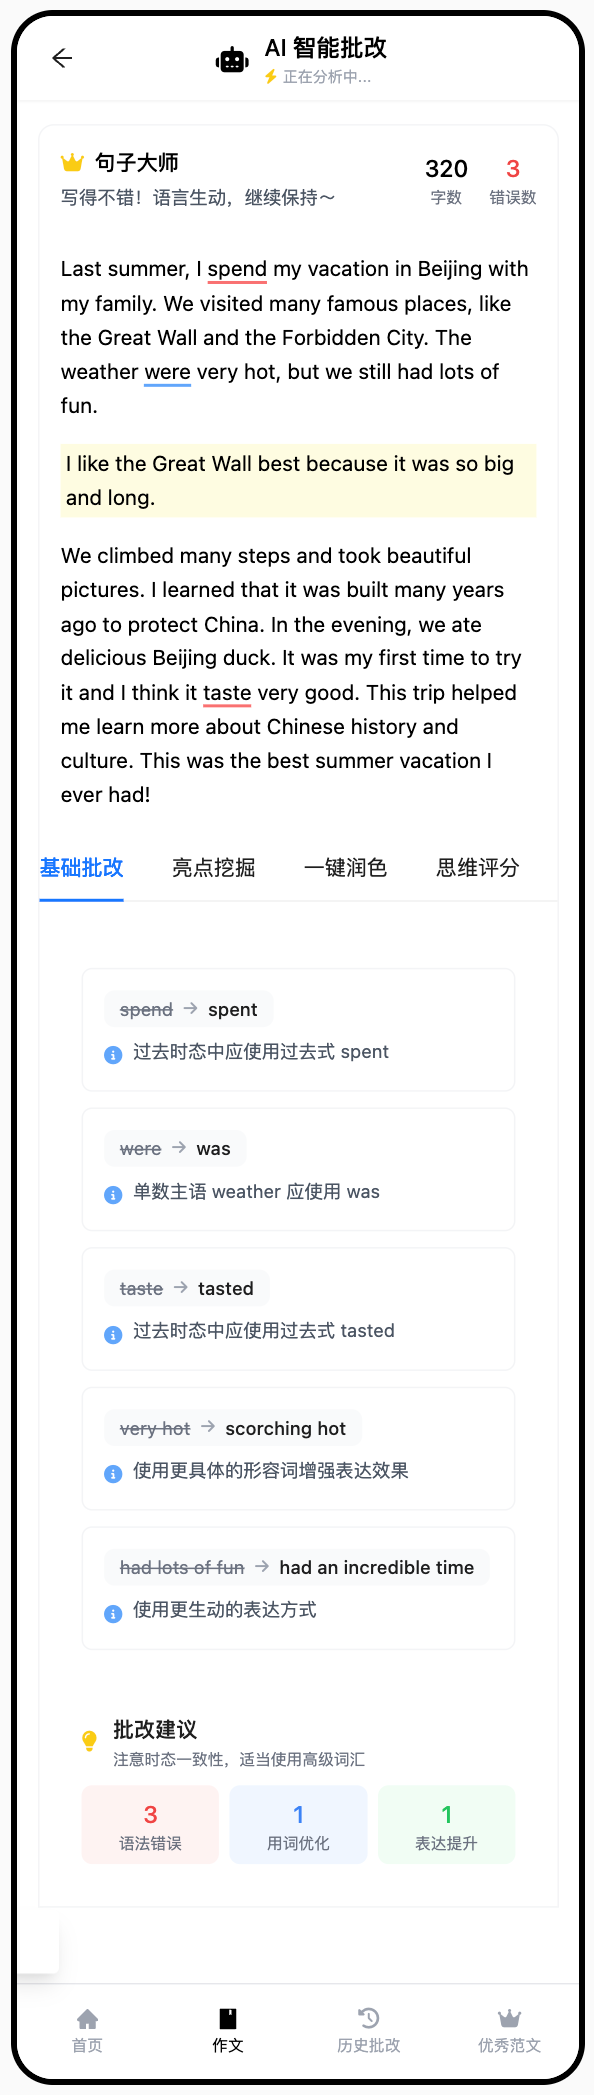 AI 智能批改
正在分析中...
句子大师
写得不错！语言生动，继续保持～
320
字数
3
错误数
Last summer, I spend my vacation in Beijing with
my family. We visited many famous places, like
the Great Wall and the Forbidden City. The
weather were very hot, but we still had lots of
fun.
I like the Great Wall best because it was so big
and long.
We climbed many steps and took beautiful
pictures. I learned that it was built many years
ago to protect China. In the evening, we ate
delicious Beijing duck. It was my first time to try
it and I think it taste very good. This trip helped
me learn more about Chinese history and
culture. This was the best summer vacation I
ever had!
基础批改 亮点挖掘 一键润色 思维评分
spend → spent
过去时态中应使用过去式 spent
were → was
单数主语 weather 应使用 was
taste → tasted
过去时态中应使用过去式 tasted
very hot → scorching hot
使用更具体的形容词增强表达效果
had lots of fun → had an incredible time
使用更生动的表达方式
批改建议
注意时态一致性，适当使用高级词汇
3 1 1
语法错误 用词优化 表达提升
首页 作文 历史批改 优秀范文